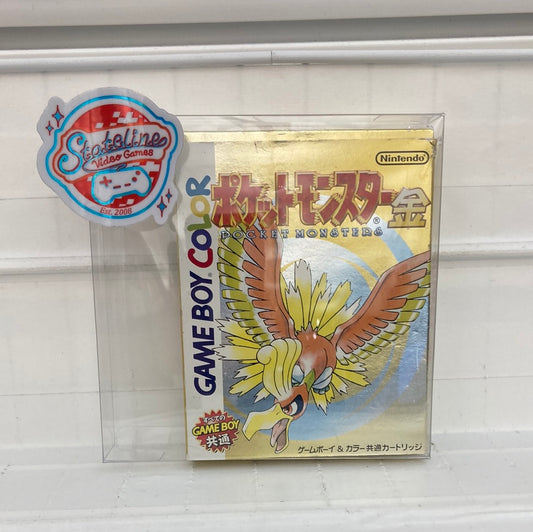 Stateline
Video Games
Est. 2008
Nintendo
ポケットモンスター金
®
POCKET MONSTERS
GAME BOY COLOR
GAME BOY
共通
ゲームボーイ & カラー共通カートリッジ